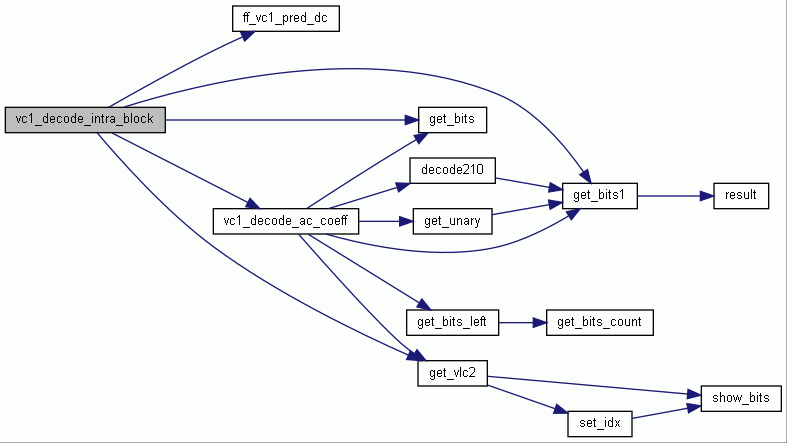 ff_vc1_pred_dc
vc1_decode_intra_block
get_bits
decode210
get_bits1
result
vc1_decode_ac_coeff
get_unary
get_bits_left
get_bits_count
get_vlc2
show_bits
set_idx